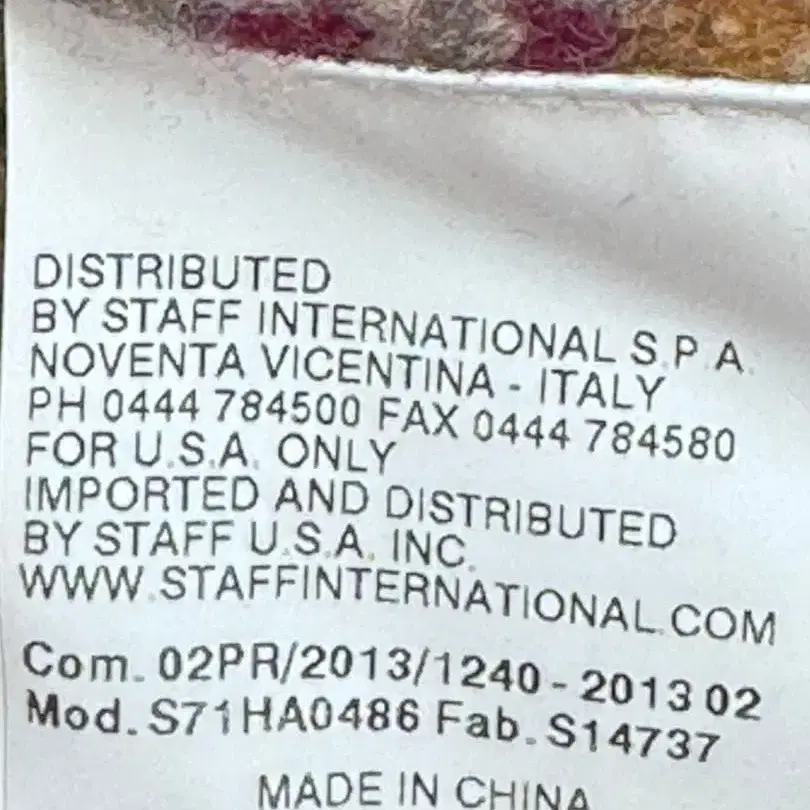 DISTRIBUTED
BY STAFF INTERNATIONAL S.P.A.
NOVENTA VICENTINA - ITALY
PH 0444 784500 FAX 0444 784580
FOR U.S.A. ONLY
IMPORTED AND DISTRIBUTED
BY STAFF U.S.A. INC.
WWW.STAFFINTERNATIONAL.COM
Com. 02PR/2013/1240-2013 02
Mod. S71HA0486 Fab. S14737
MADE IN CHINA